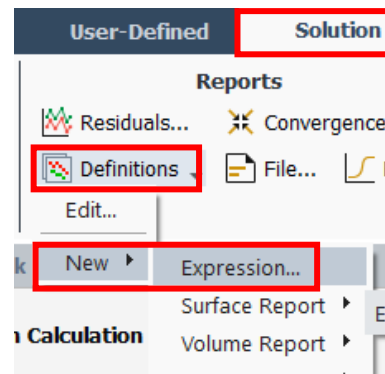 User-Defined Solution
Reports
Residuals... Convergence
Definitions File...
Edit...
New Expression...
Surface Report
Calculation
Volume Report